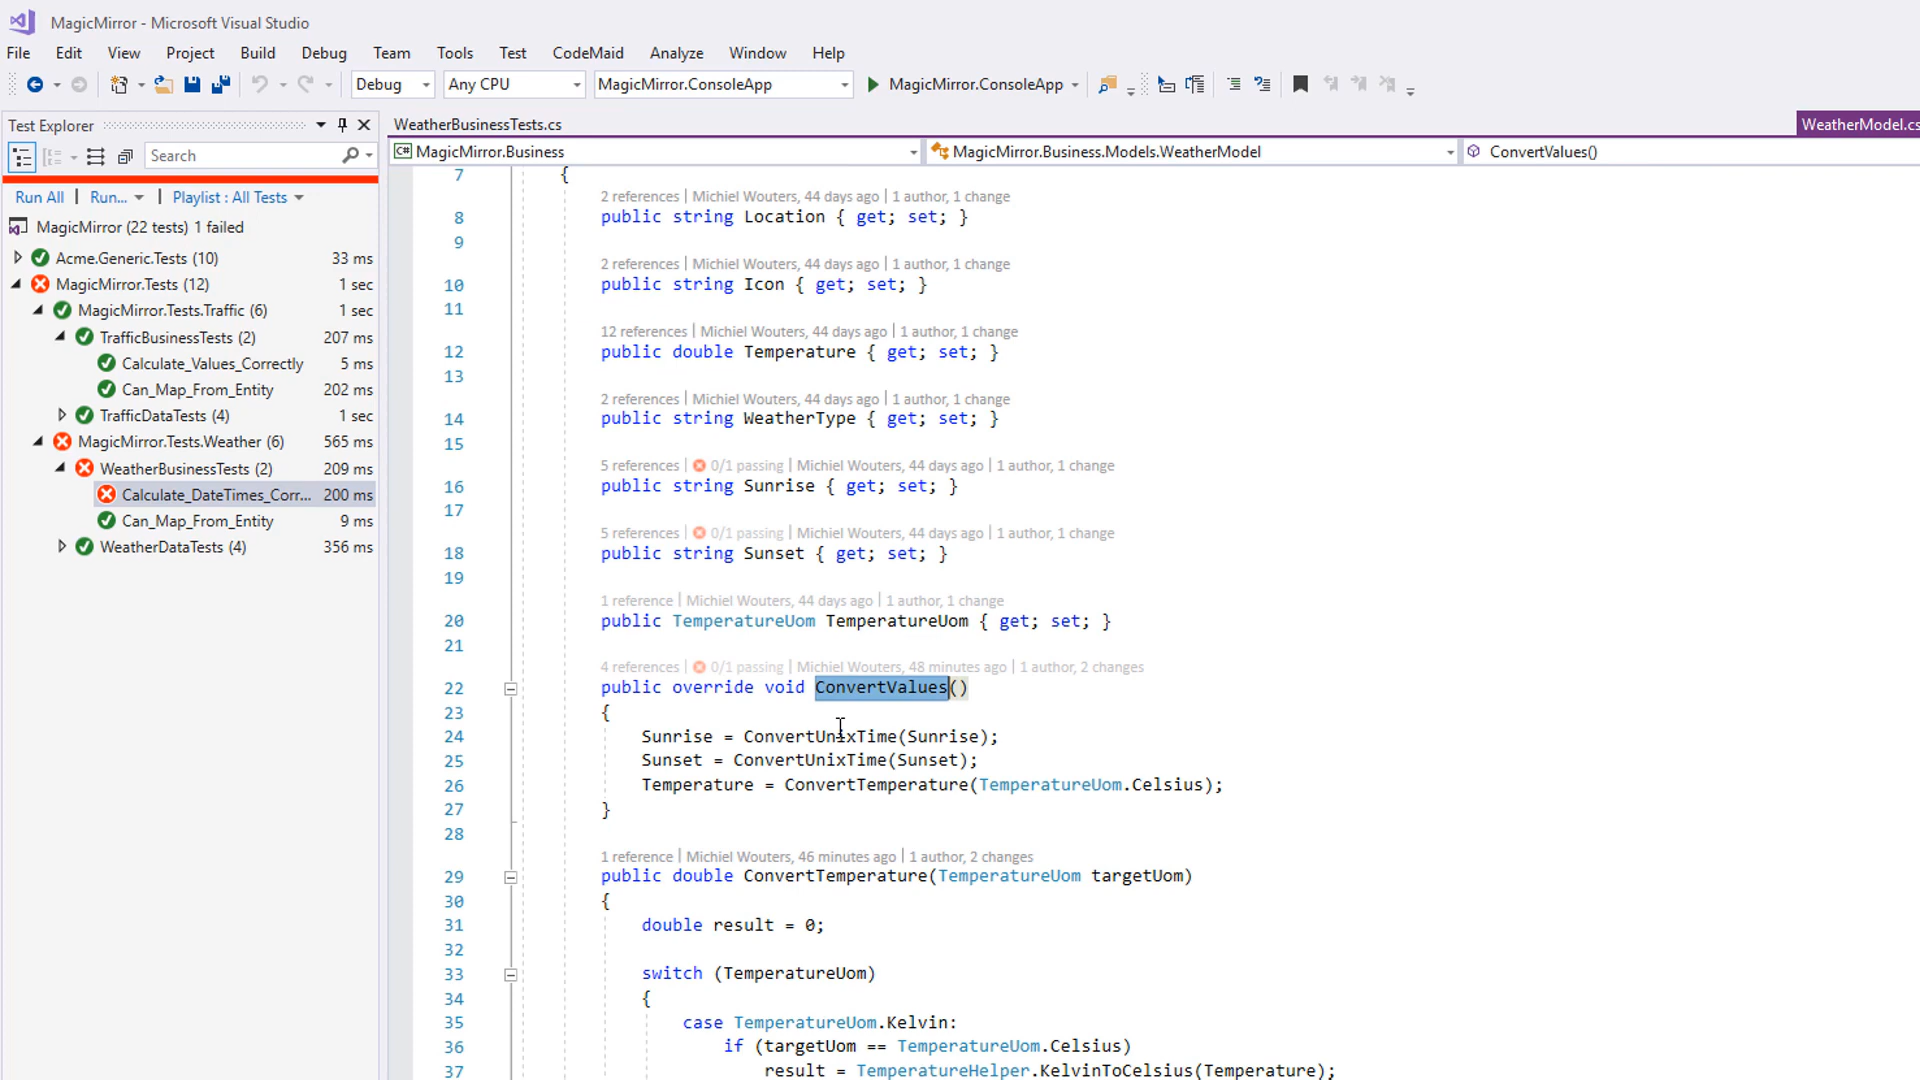 MagicMirror - Microsoft Visual Studio
File Edit View Project Build Debug Team Tools Test CodeMaid Analyze Window Help
Debug Any CPU MagicMirror.ConsoleApp MagicMirror.ConsoleApp
Test Explorer
Search
Run All | Run... | Playlist : All Tests
MagicMirror (22 tests) 1 failed
Acme.Generic.Tests (10) 33 ms
MagicMirror.Tests (12) 1 sec
MagicMirror.Tests.Traffic (6) 1 sec
TrafficBusinessTests (2) 207 ms
Calculate_Values_Correctly 5 ms
Can_Map_From_Entity 202 ms
TrafficDataTests (4) 1 sec
MagicMirror.Tests.Weather (6) 565 ms
WeatherBusinessTests (2) 209 ms
Calculate_DateTimes_Corr... 200 ms
Can_Map_From_Entity 9 ms
WeatherDataTests (4) 356 ms
WeatherBusinessTests.cs WeatherModel.cs
C# MagicMirror.Business MagicMirror.Business.Models.WeatherModel ConvertValues()
7 {
2 references | Michiel Wouters, 44 days ago | 1 author, 1 change
8 public string Location { get; set; }
9
2 references | Michiel Wouters, 44 days ago | 1 author, 1 change
10 public string Icon { get; set; }
11
12 references | Michiel Wouters, 44 days ago | 1 author, 1 change
12 public double Temperature { get; set; }
13
2 references | Michiel Wouters, 44 days ago | 1 author, 1 change
14 public string WeatherType { get; set; }
15
5 references | 0/1 passing | Michiel Wouters, 44 days ago | 1 author, 1 change
16 public string Sunrise { get; set; }
17
5 references | 0/1 passing | Michiel Wouters, 44 days ago | 1 author, 1 change
18 public string Sunset { get; set; }
19
1 reference | Michiel Wouters, 44 days ago | 1 author, 1 change
20 public TemperatureUom TemperatureUom { get; set; }
21
4 references | 0/1 passing | Michiel Wouters, 48 minutes ago | 1 author, 2 changes
22 public override void ConvertValues()
23 {
24 Sunrise = ConvertUnixTime(Sunrise);
25 Sunset = ConvertUnixTime(Sunset);
26 Temperature = ConvertTemperature(TemperatureUom.Celsius);
27 }
28
1 reference | Michiel Wouters, 46 minutes ago | 1 author, 2 changes
29 public double ConvertTemperature(TemperatureUom targetUom)
30 {
31 double result = 0;
32
33 switch (TemperatureUom)
34 {
35 case TemperatureUom.Kelvin:
36 if (targetUom == TemperatureUom.Celsius)
37 result = TemperatureHelper.KelvinToCelsius(Temperature);